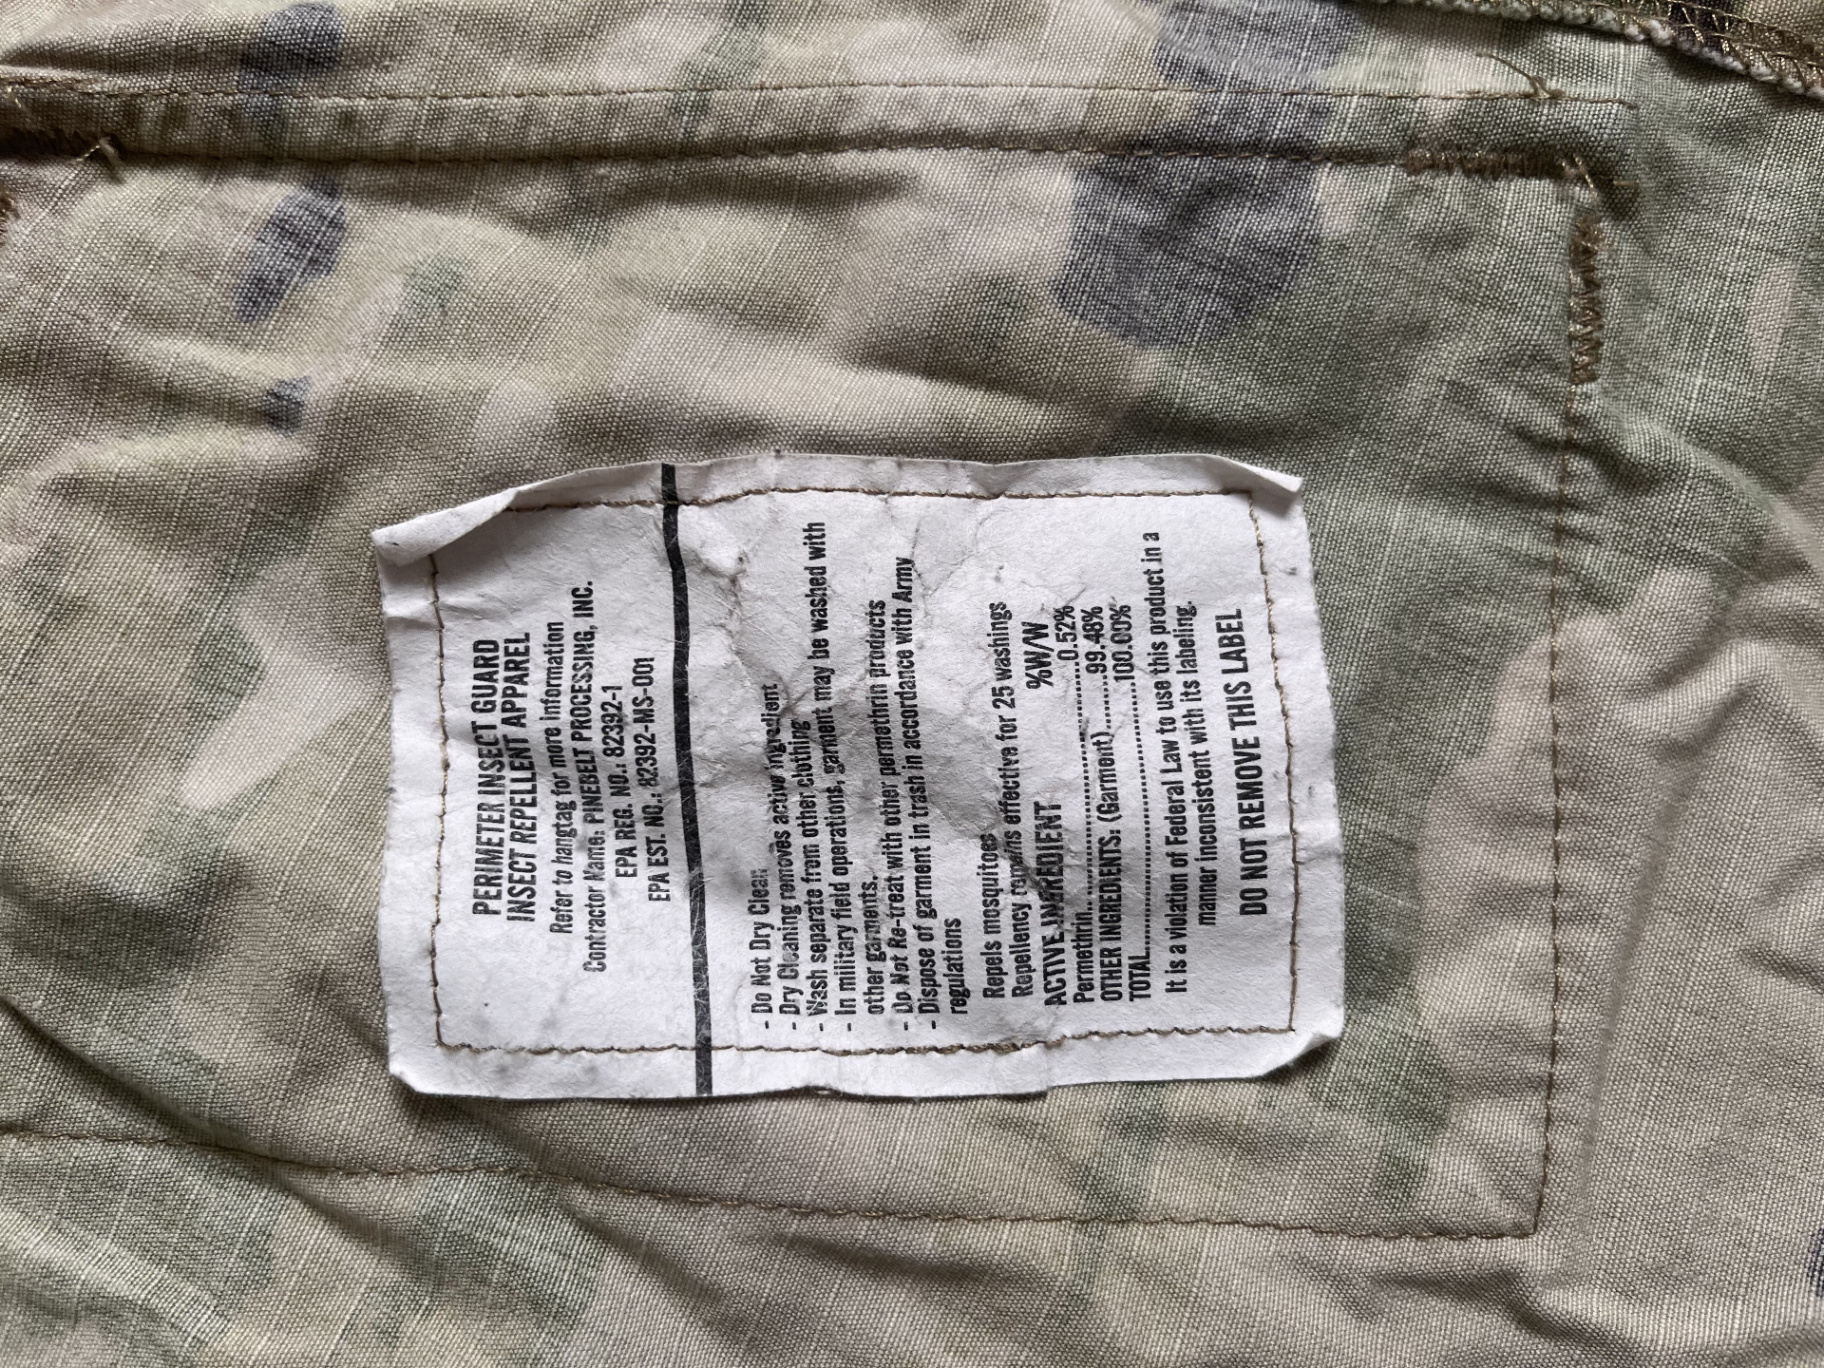 PERIMETER INSECT GUARD
INSECT REPELLENT APPAREL
Refer to hangtag for more information
Contractor Name: PINEBELT PROCESSING, INC.
EPA REG. NO.: 82392-1
EPA EST. NO.: 82392-MS-001
- Do Not Dry Clean
- Dry Cleaning removes active ingredient
- Wash separate from other clothing
- In military field operations, garment may be washed with
other garments.
- Do Not Re-treat with other permethrin products
- Dispose of garment in trash in accordance with Army
regulations
Repels mosquitoes
Repellency remains effective for 25 washings
ACTIVE INGREDIENT %W/W
Permethrin..............................0.52%
OTHER INGREDIENTS: (Garment)........99.48%
TOTAL..............................100.00%
It is a violation of Federal Law to use this product in a
manner inconsistent with its labeling.
DO NOT REMOVE THIS LABEL